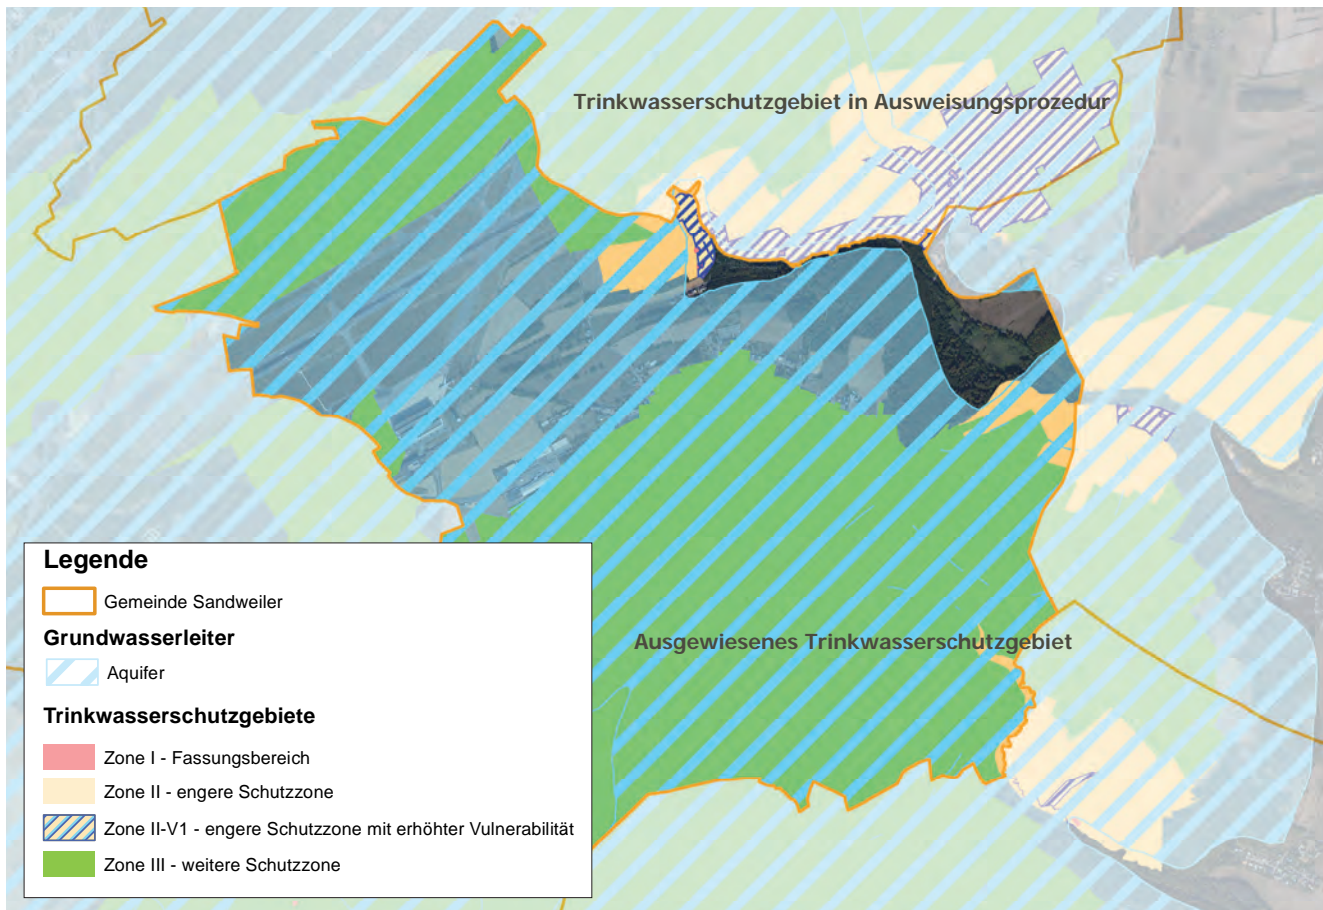 Trinkwasserschutzgebiet in Ausweisungsprozedur
Ausgewiesenes Trinkwasserschutzgebiet
Legende
Gemeinde Sandweiler
Grundwasserleiter
Aquifer
Trinkwasserschutzgebiete
Zone I - Fassungsbereich
Zone II - engere Schutzzone
Zone II-V1 - engere Schutzzone mit erhöhter Vulnerabilität
Zone III - weitere Schutzzone